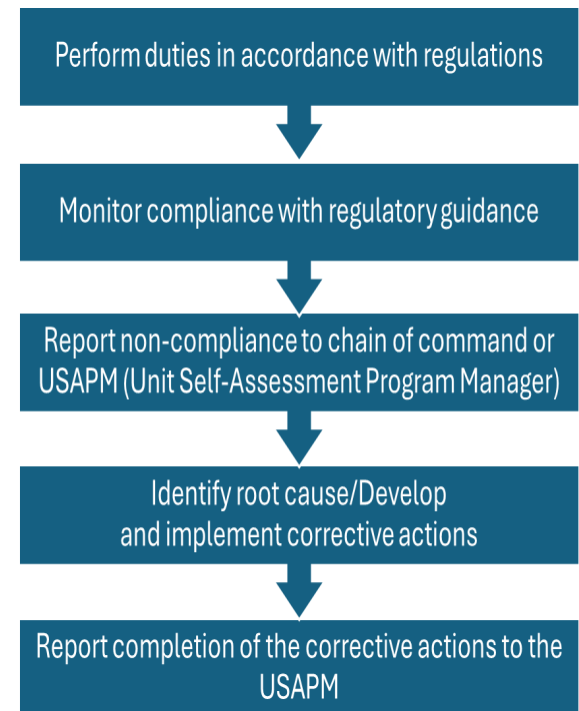 Perform duties in accordance with regulations
Monitor compliance with regulatory guidance
Report non-compliance to chain of command or
USAPM (Unit Self-Assessment Program Manager)
Identify root cause/Develop
and implement corrective actions
Report completion of the corrective actions to the
USAPM